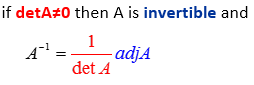 if detA≠0 then A is invertible and
A⁻¹ = 1/det A adjA